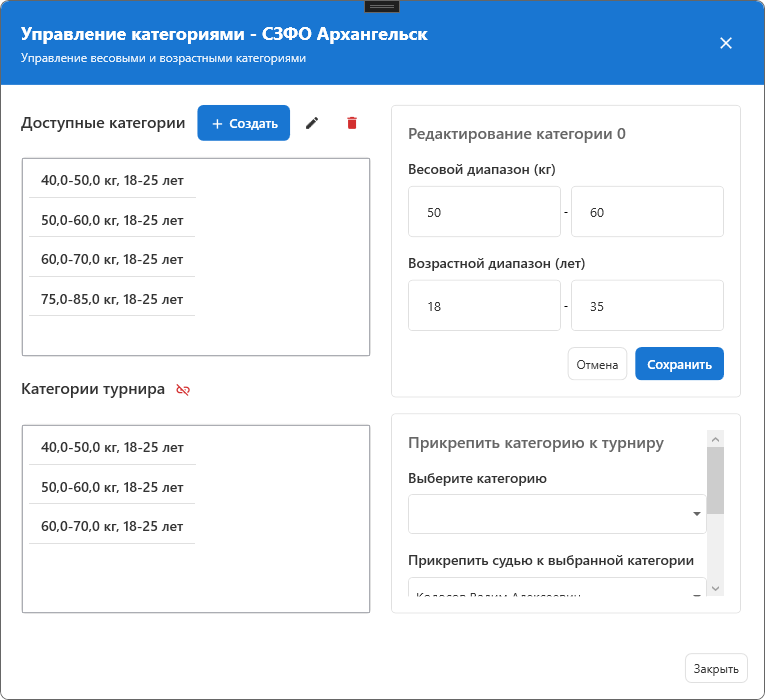 Управление категориями - СЗФО Архангельск
Управление весовыми и возрастными категориями
Доступные категории
+ Создать
40,0-50,0 кг, 18-25 лет
50,0-60,0 кг, 18-25 лет
60,0-70,0 кг, 18-25 лет
75,0-85,0 кг, 18-25 лет
Категории турнира
40,0-50,0 кг, 18-25 лет
50,0-60,0 кг, 18-25 лет
60,0-70,0 кг, 18-25 лет
Редактирование категории 0
Весовой диапазон (кг)
50 - 60
Возрастной диапазон (лет)
18 - 35
Отмена
Сохранить
Прикрепить категорию к турниру
Выберите категорию
Прикрепить судью к выбранной категории
Вадим Алексеевич
Закрыть